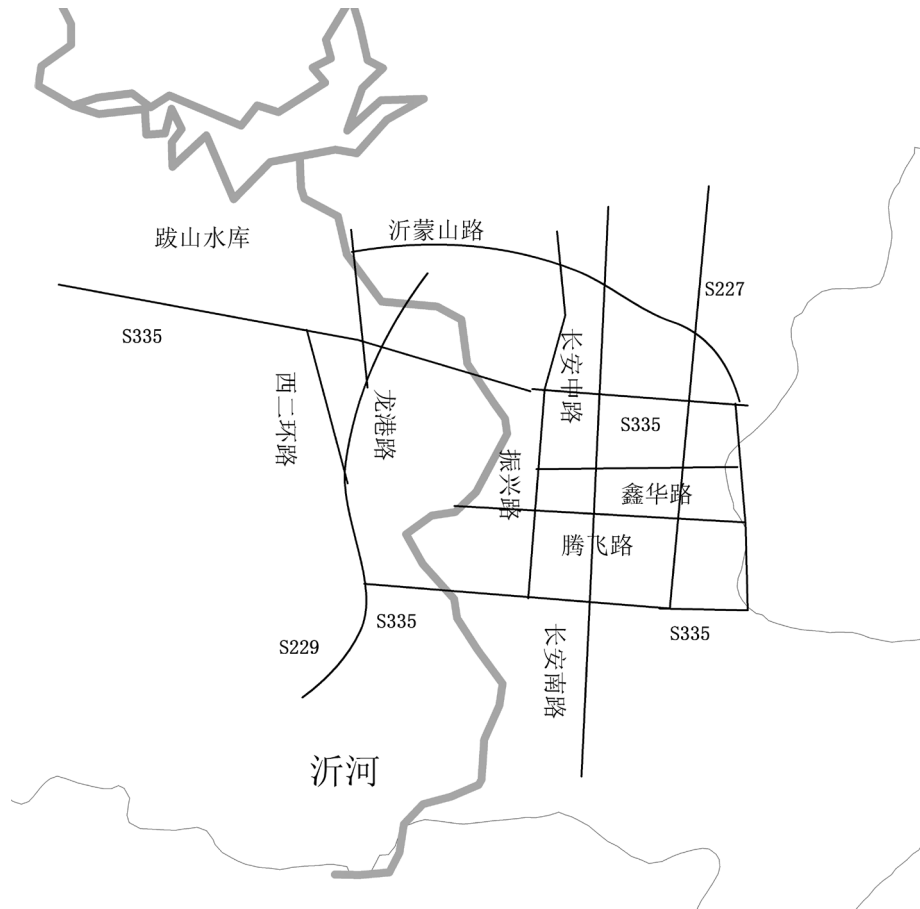 沂蒙山路
跋山水库
S227
S335
长安中路
西二环路
龙港路
S335
振兴路
鑫华路
腾飞路
S335
长安南路
S335
S229
沂河